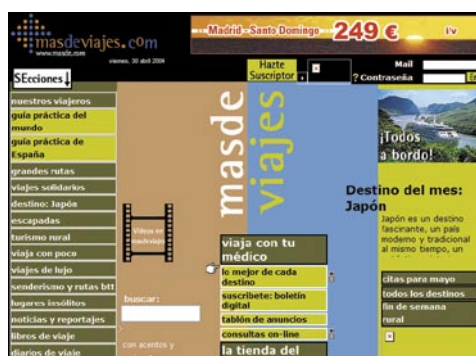 masdeviajes.com
www.masde.com
viernes, 30 abril 2004
Madrid - Santo Domingo 249 € i/v
Hazte
Suscriptor
Mail
? Contraseña
SECciones
nuestros viajeros
guía práctica del
mundo
guía práctica de
España
grandes rutas
viajes solidarios
destino: Japón
escapadas
turismo rural
viaja con poco
viajes de lujo
senderismo y rutas btt
lugares insólitos
noticias y reportajes
libros de viaje
diarios de viaje
Vídeos en
masdeviajes
buscar:
con acentos y
masde
viajes
viaja con tu
médico
lo mejor de cada
destino
suscríbete: boletín
digital
tablón de anuncios
consultas on-line
la tienda del
¡Todos
a bordo!
Destino del mes:
Japón
Japón es un destino
fascinante, un país
moderno y tradicional
al mismo tiempo, un
citas para mayo
todos los destinos
fin de semana
rural